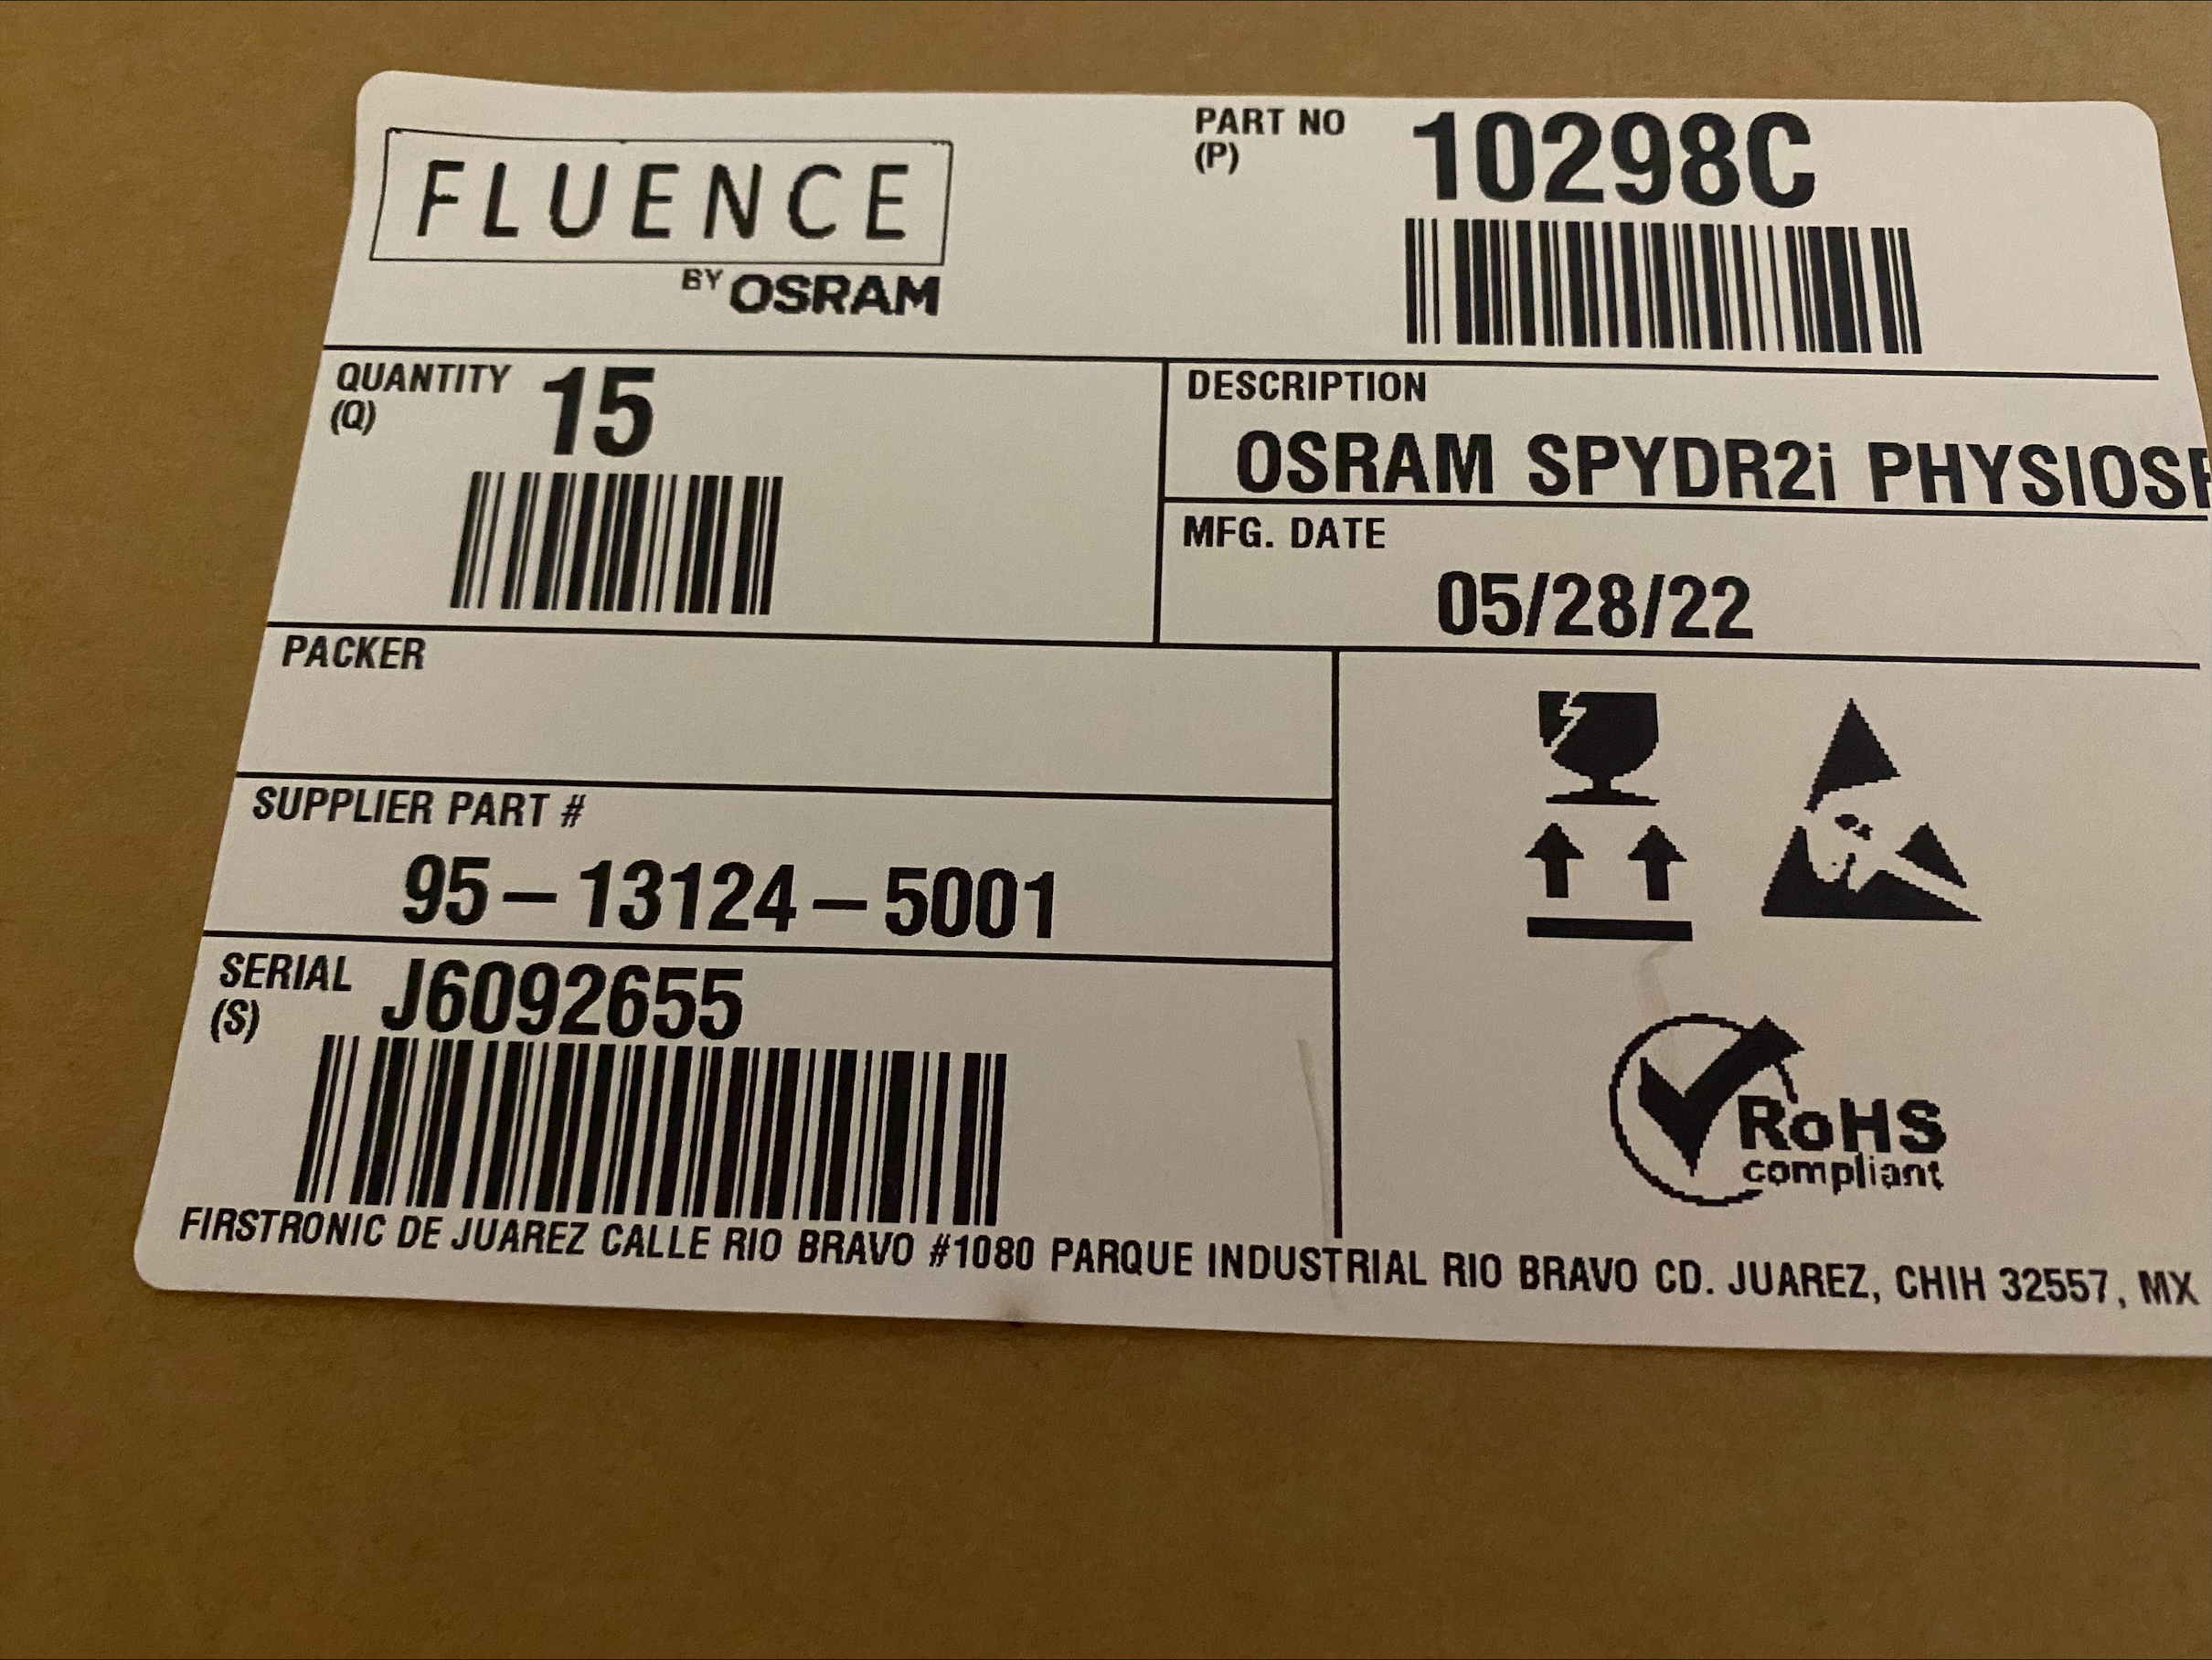 FLUENCE
BY OSRAM
PART NO
(P)
10298C
QUANTITY
(Q)
15
DESCRIPTION
OSRAM SPYDR2i
MFG. DATE
05/28/22
PACKER
SUPPLIER PART #
95-13124-5001
SERIAL
(S)
J6092655
RoHS
compliant
FIRSTRONIC DE JUAREZ CALLE RIO BRAVO #1080 PARQUE INDUSTRIAL RIO BRAVO CD. JUAREZ, CHIH 32557, MX